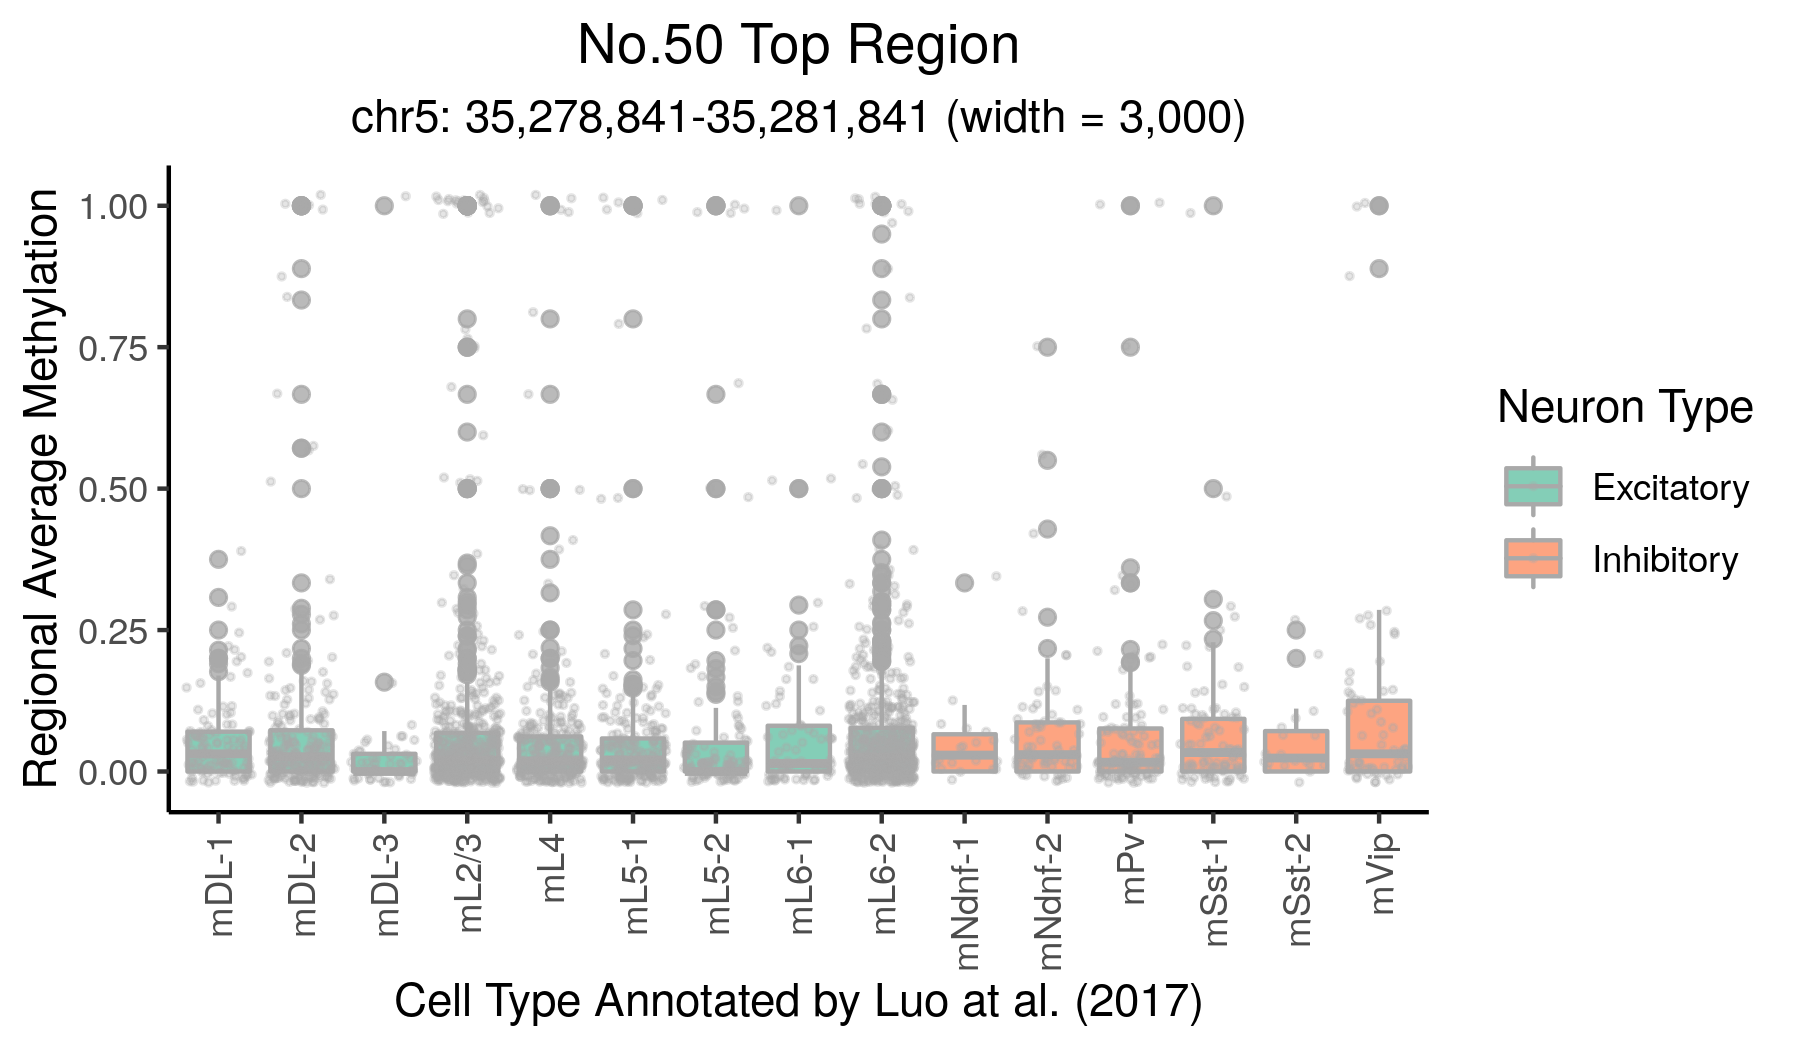 No.50 Top Region
chr5: 35,278,841-35,281,841 (width = 3,000)
Regional Average Methylation
1.00
0.75
0.50
0.25
0.00
mDL-1
mDL-2
mDL-3
mL2/3
mL4
mL5-1
mL5-2
mL6-1
mL6-2
mNdnf-1
mNdnf-2
mPv
mSst-1
mSst-2
mVip
Cell Type Annotated by Luo at al. (2017)
Neuron Type
Excitatory
Inhibitory